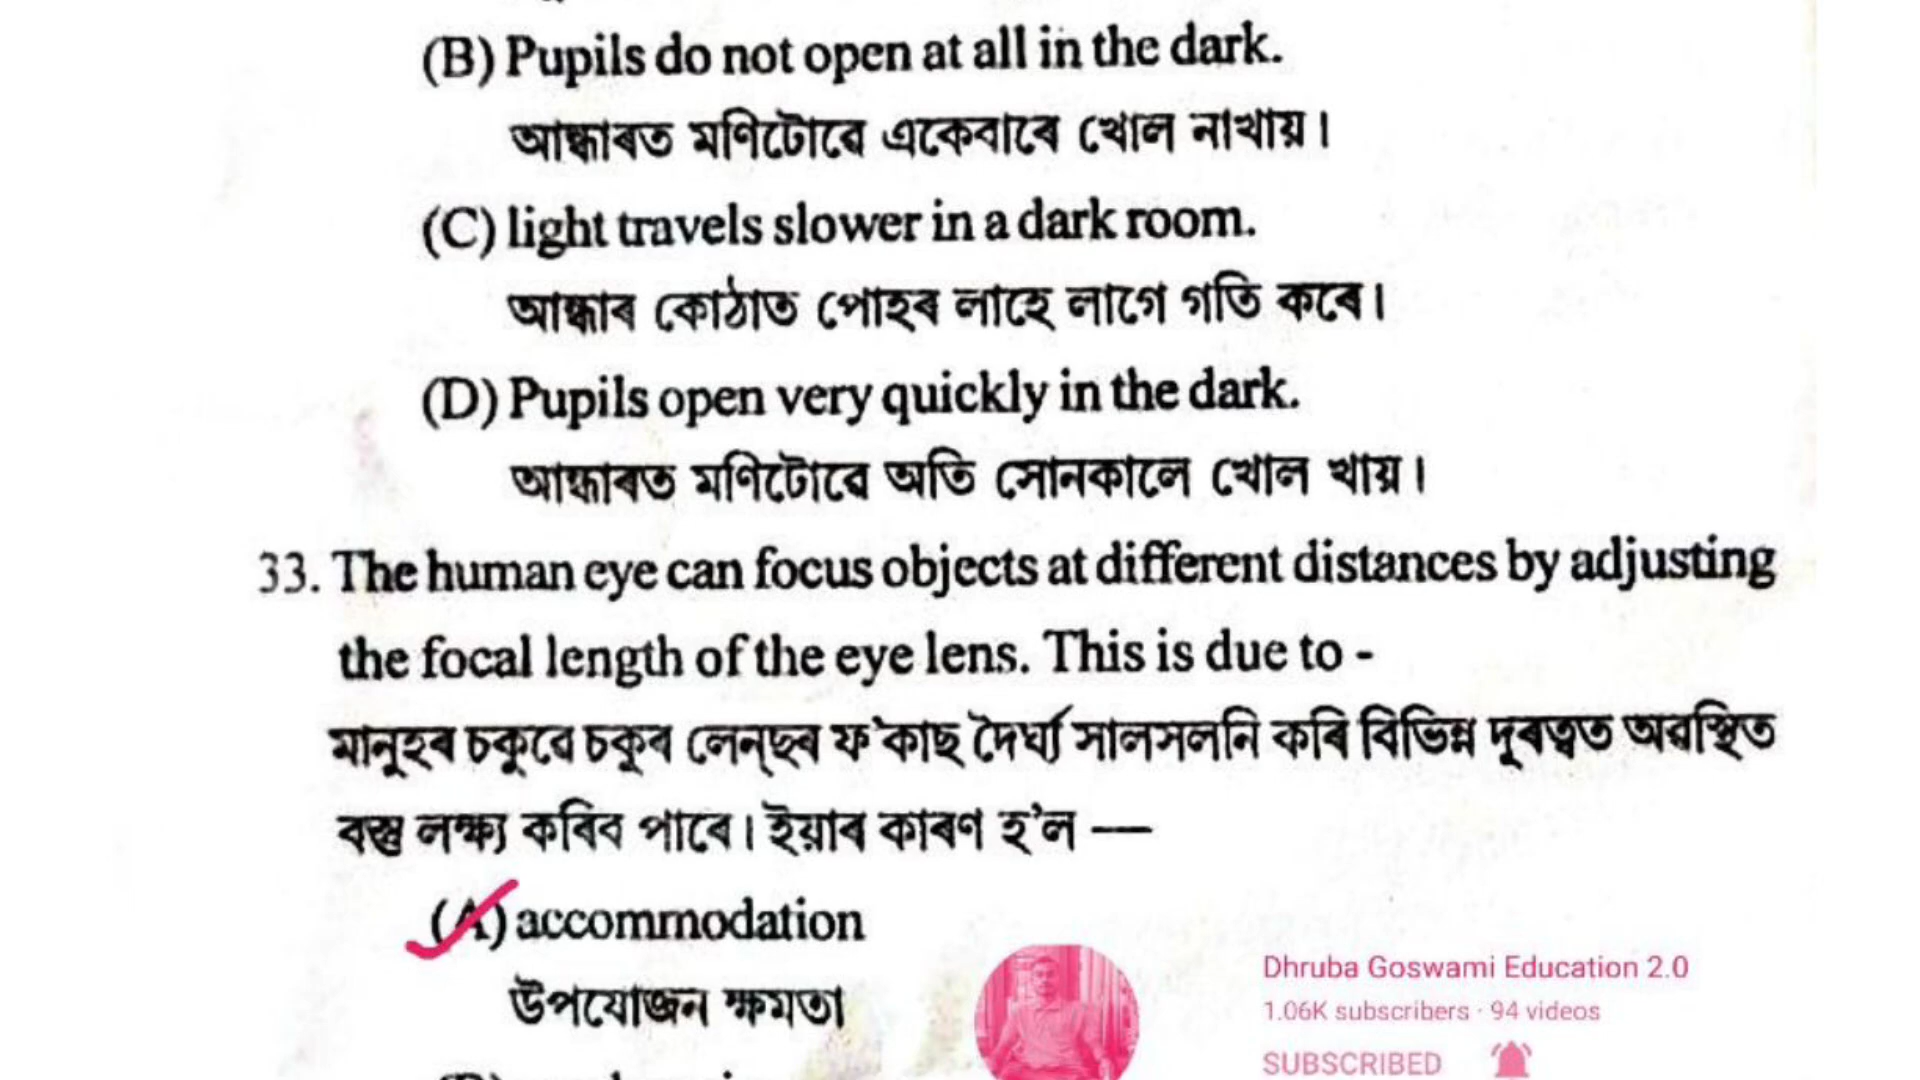 (B) Pupils do not open at all in the dark.
আন্ধাৰত মণিটোৱে একেবাৰে খোল নাখায়।
(C) light travels slower in a dark room.
আন্ধাৰ কোঠাত পোহৰ লাহে লাগে গতি কৰে।
(D) Pupils open very quickly in the dark.
আন্ধাৰত মণিটোৱে অতি সোনকালে খোল খায়।
33. The human eye can focus objects at different distances by adjusting
the focal length of the eye lens. This is due to -
মানুহৰ চকুৱে চকুৰ লেন্ছৰ ফ'কাছ দৈৰ্ঘ্য সালসলনি কৰি বিভিন্ন দূৰত্বত অৱস্থিত
বস্তু লক্ষ্য কৰিব পাৰে। ইয়াৰ কাৰণ হ'ল —
(A) accommodation
উপযোজন ক্ষমতা
Dhruba Goswami Education 2.0
1.06K subscribers · 94 videos
SUBSCRIBED